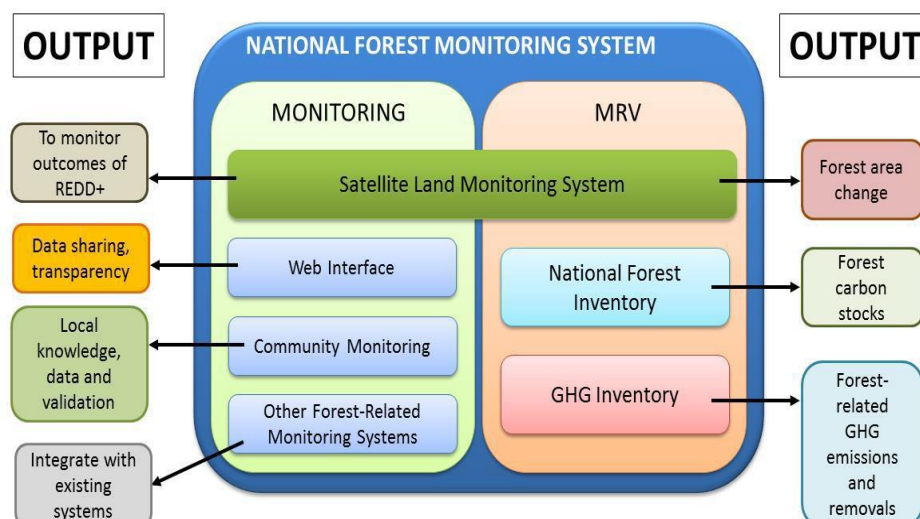 OUTPUT
NATIONAL FOREST MONITORING SYSTEM
OUTPUT
MONITORING
MRV
To monitor
outcomes of
REDD+
Satellite Land Monitoring System
Forest area
change
Data sharing,
transparency
Web Interface
National Forest
Inventory
Forest
carbon
stocks
Local
knowledge,
data and
validation
Community Monitoring
GHG Inventory
Forest-
related
GHG
emissions
and
removals
Other Forest-Related
Monitoring Systems
Integrate with
existing
systems